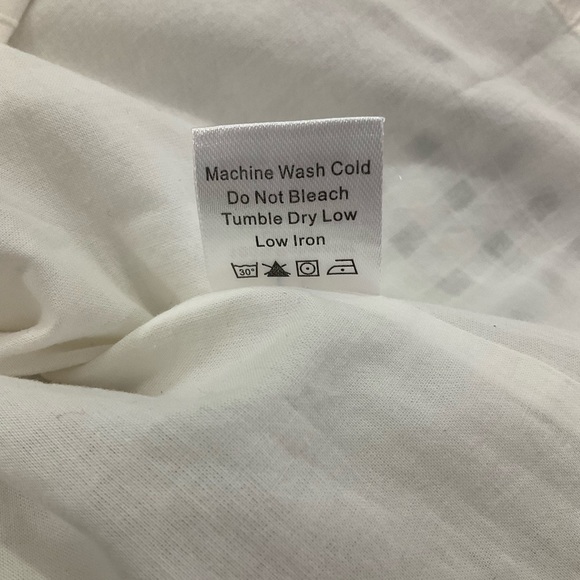 Machine Wash Cold
Do Not Bleach
Tumble Dry Low
Low Iron
30°